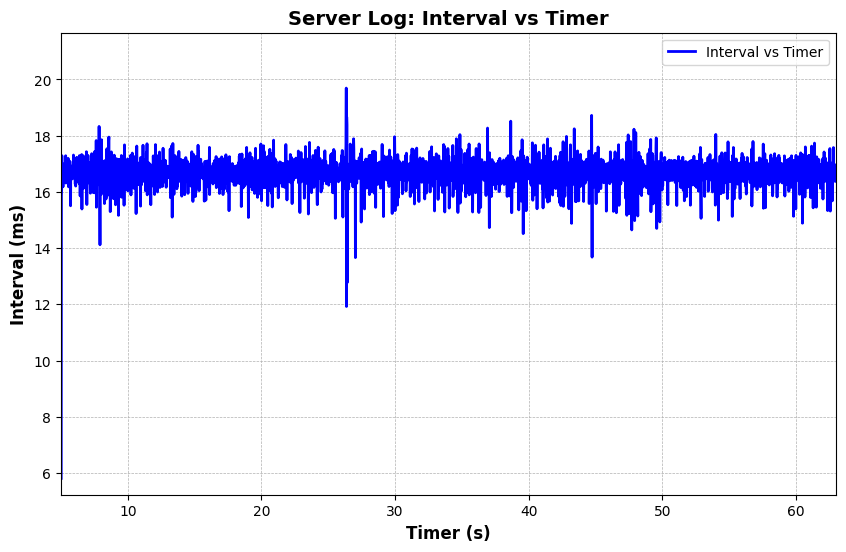 Server Log: Interval vs Timer
Interval vs Timer
20
18
16
14
12
10
8
6
Interval (ms)
10 20 30 40 50 60
Timer (s)